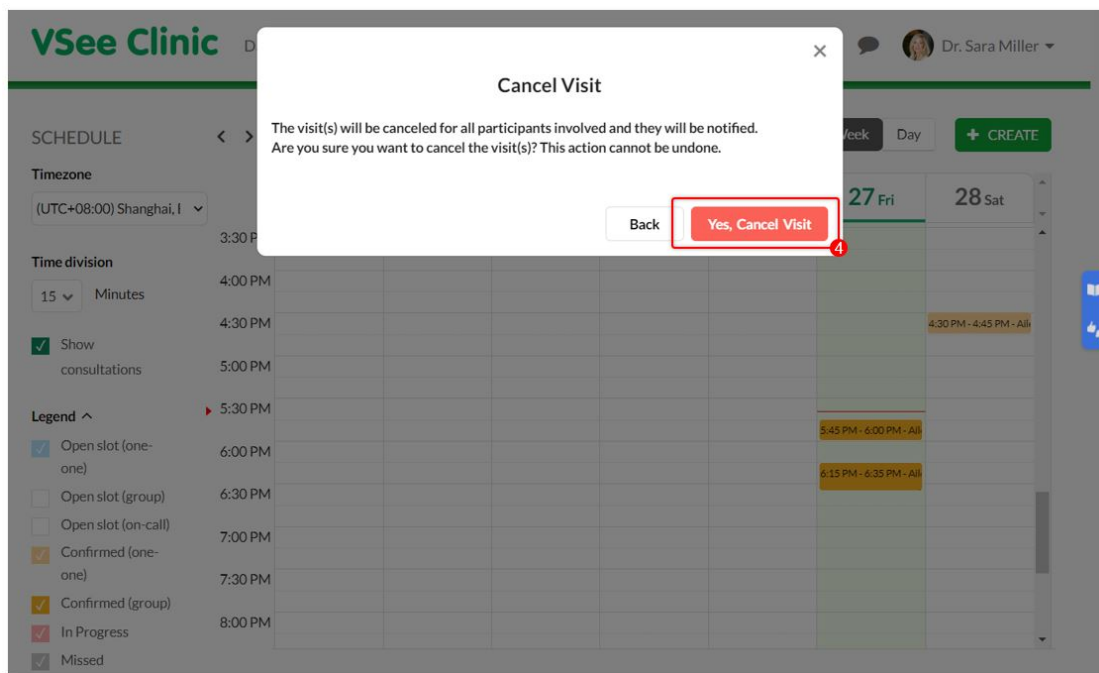 VSee Clinic
Dr. Sara Miller
×
Cancel Visit
The visit(s) will be canceled for all participants involved and they will be notified.
Are you sure you want to cancel the visit(s)? This action cannot be undone.
Back
Yes, Cancel Visit
4
SCHEDULE
Day
+ CREATE
Timezone
(UTC+08:00) Shanghai,
27 Fri
28 Sat
Time division
15
Minutes
Show
consultations
Legend
Open slot (one-
one)
Open slot (group)
Open slot (on-call)
Confirmed (one-
one)
Confirmed (group)
In Progress
Missed
3:30 P
4:00 PM
4:30 PM
5:00 PM
5:30 PM
6:00 PM
6:30 PM
7:00 PM
7:30 PM
8:00 PM
4:30 PM - 4:45 PM -
5:45 PM - 6:00 PM -
6:15 PM - 6:35 PM -